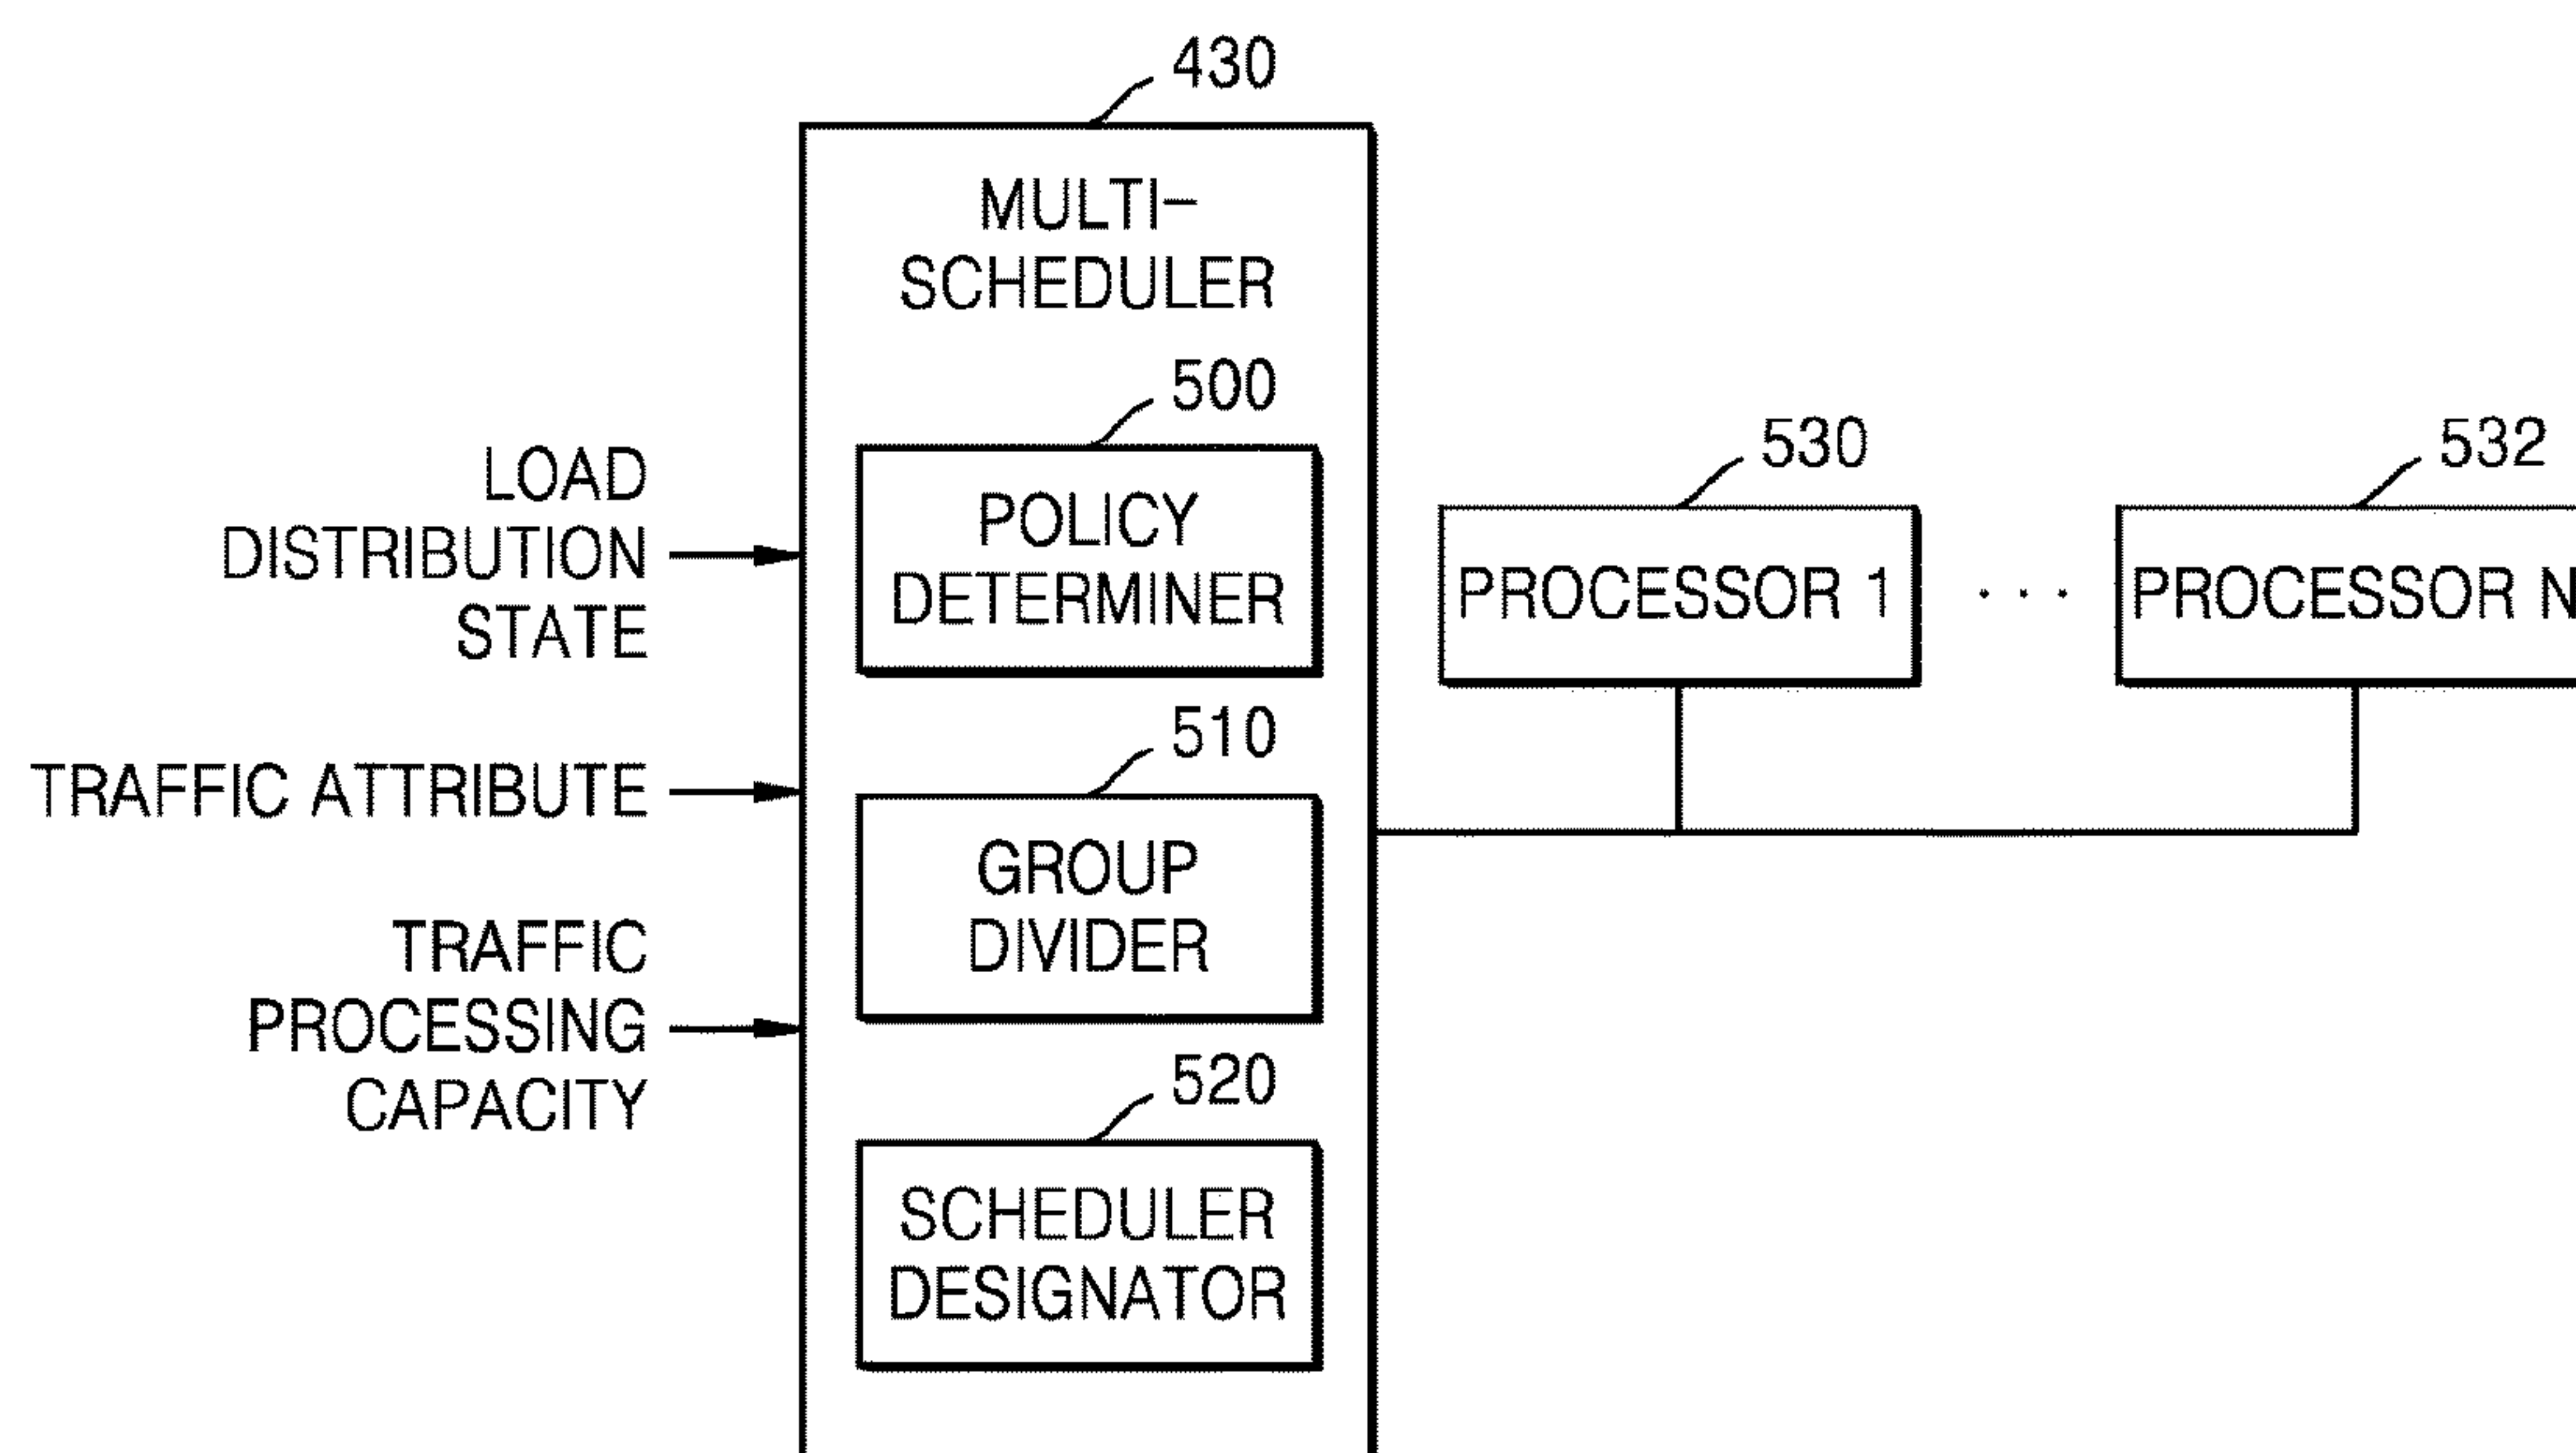 430
MULTI-
SCHEDULER
500
POLICY
DETERMINER
510
GROUP
DIVIDER
520
SCHEDULER
DESIGNATOR
LOAD
DISTRIBUTION
STATE
TRAFFIC ATTRIBUTE
TRAFFIC
PROCESSING
CAPACITY
530
PROCESSOR 1
. . .
532
PROCESSOR N